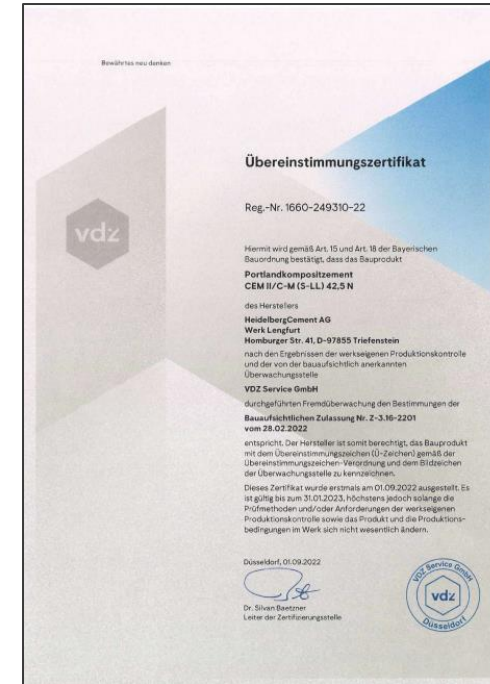 Bewährtes neu denken
vdz
Übereinstimmungszertifikat
Reg.-Nr. 1660-249310-22
Hiermit wird gemäß Art. 15 und Art. 18 der Bayerischen
Bauordnung bestätigt, dass das Bauprodukt
Portlandkompositzement
CEM II/C-M (S-LL) 42,5 N
des Herstellers
HeidelbergCement AG
Werk Lengfurt
Homburger Str. 41, D-97855 Triefenstein
nach den Ergebnissen der werkseigenen Produktionskontrolle
und der von der bauaufsichtlich anerkannten
Überwachungsstelle
VDZ Service GmbH
durchgeführten Fremdüberwachung den Bestimmungen der
Bauaufsichtlichen Zulassung Nr. Z-3.16-2201
vom 28.02.2022
entspricht. Der Hersteller ist somit berechtigt, das Bauprodukt
mit dem Übereinstimmungszeichen (Ü-Zeichen) gemäß der
Übereinstimmungszeichen-Verordnung und dem Bildzeichen
der Überwachungsstelle zu kennzeichnen.
Dieses Zertifikat wurde erstmals am 01.09.2022 ausgestellt. Es
ist gültig bis zum 31.01.2023, höchstens jedoch solange die
Prüfmethoden und/oder Anforderungen der werkseigenen
Produktionskontrolle sowie das Produkt und die Produktions-
bedingungen im Werk sich nicht wesentlich ändern.
Düsseldorf, 01.09.2022
Dr. Silvan Baetzner
Leiter der Zertifizierungsstelle
VDZ Service GmbH
vdz
Düsseldorf